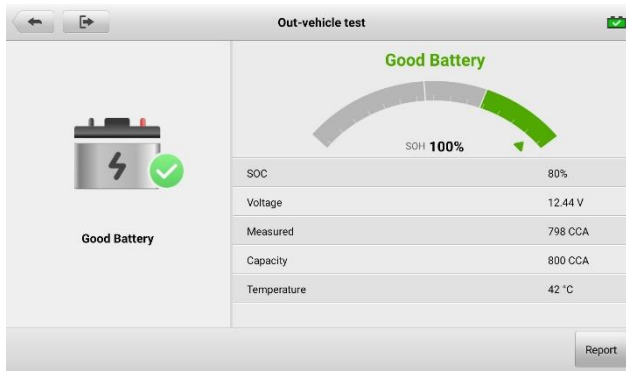 Out-vehicle test
Good Battery
Good Battery
SOH 100%
SOC 80%
Voltage 12.44 V
Measured 798 CCA
Capacity 800 CCA
Temperature 42 °C
Report